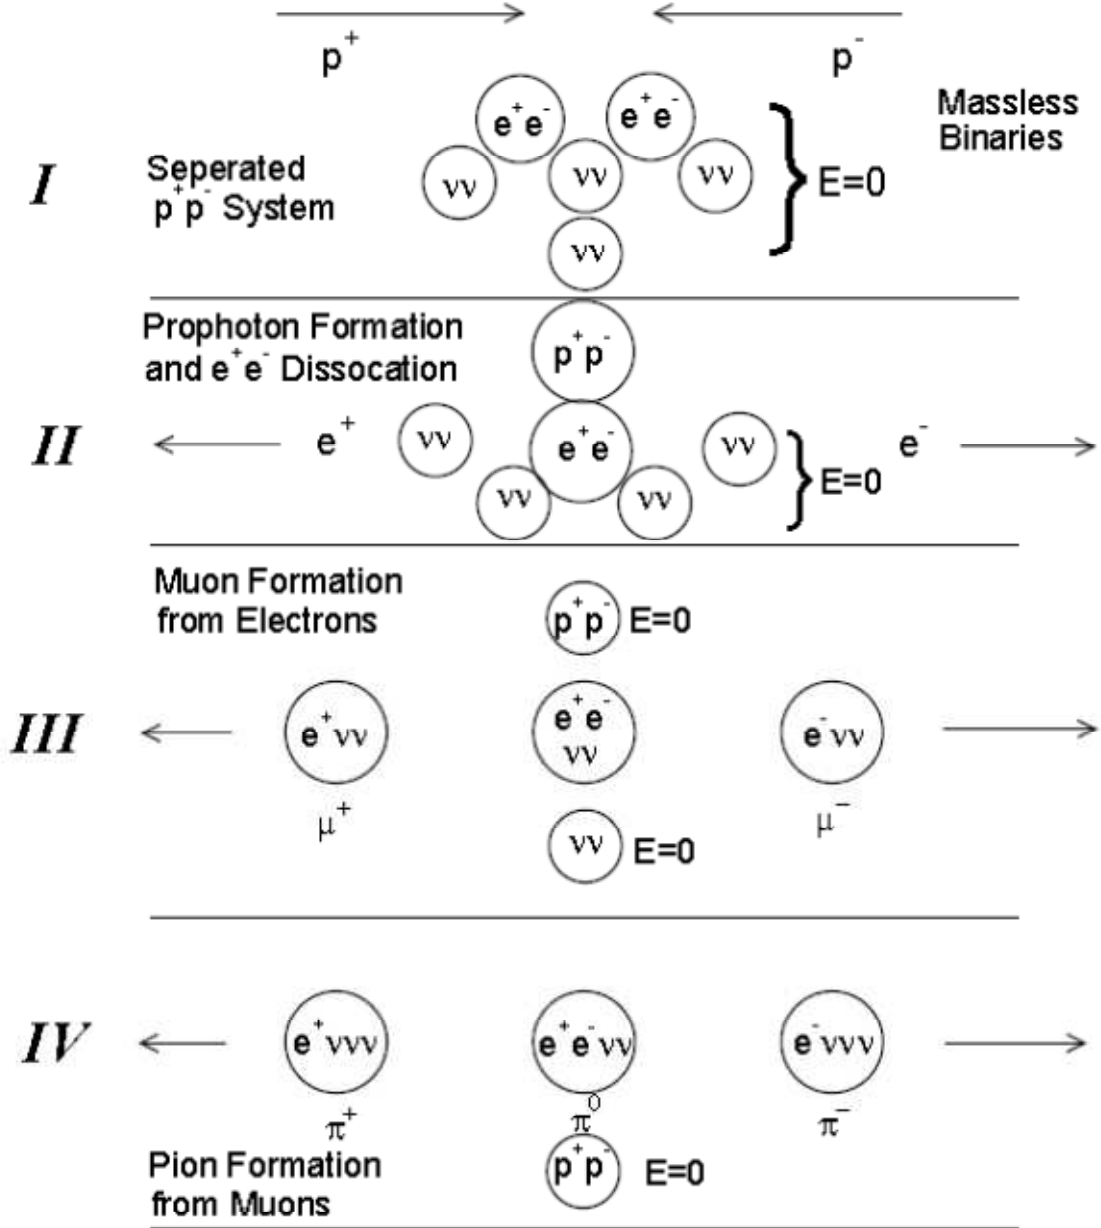 p⁺ p⁻
Massless
Binaries
e⁺e⁻ e⁺e⁻
I
Seperated
p⁺p⁻ System
νν νν νν
E=0
νν
Prophoton Formation
and e⁺e⁻ Dissocation
p⁺p⁻
II
e⁺ νν e⁺e⁻ νν e⁻
E=0
νν νν
Muon Formation
from Electrons
p⁺p⁻ E=0
III
e⁺νν
e⁺e⁻
νν
e⁻νν
μ⁺ μ⁻
νν E=0
IV
e⁺ννν e⁺e⁻νν e⁻ννν
π⁺ π⁰ π⁻
Pion Formation
from Muons
p⁺p⁻ E=0